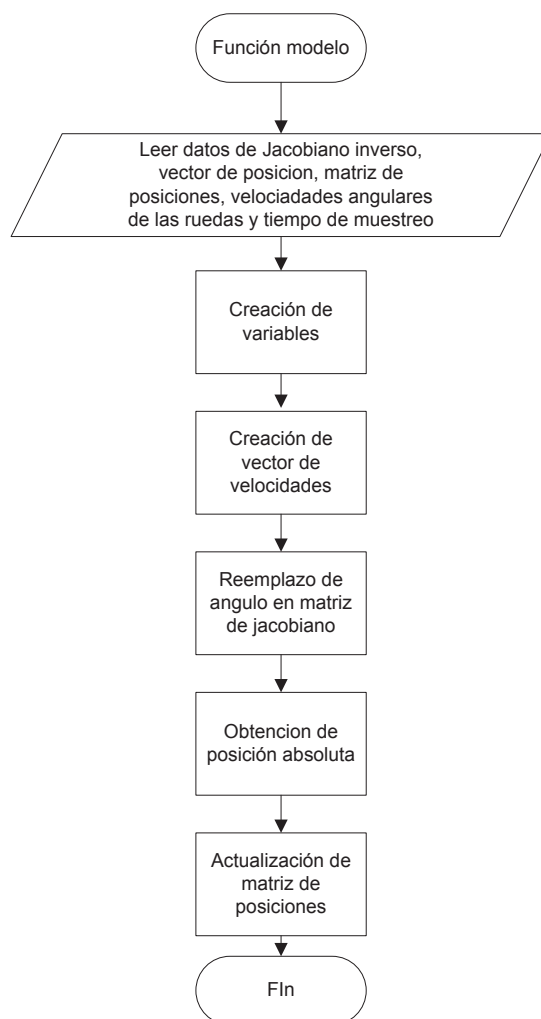 Función modelo
Leer datos de Jacobiano inverso,
vector de posicion, matriz de
posiciones, velociadades angulares
de las ruedas y tiempo de muestreo
Creación de
variables
Creación de
vector de
velocidades
Reemplazo de
angulo en matriz
de jacobiano
Obtencion de
posición absoluta
Actualización de
matriz de
posiciones
FIn